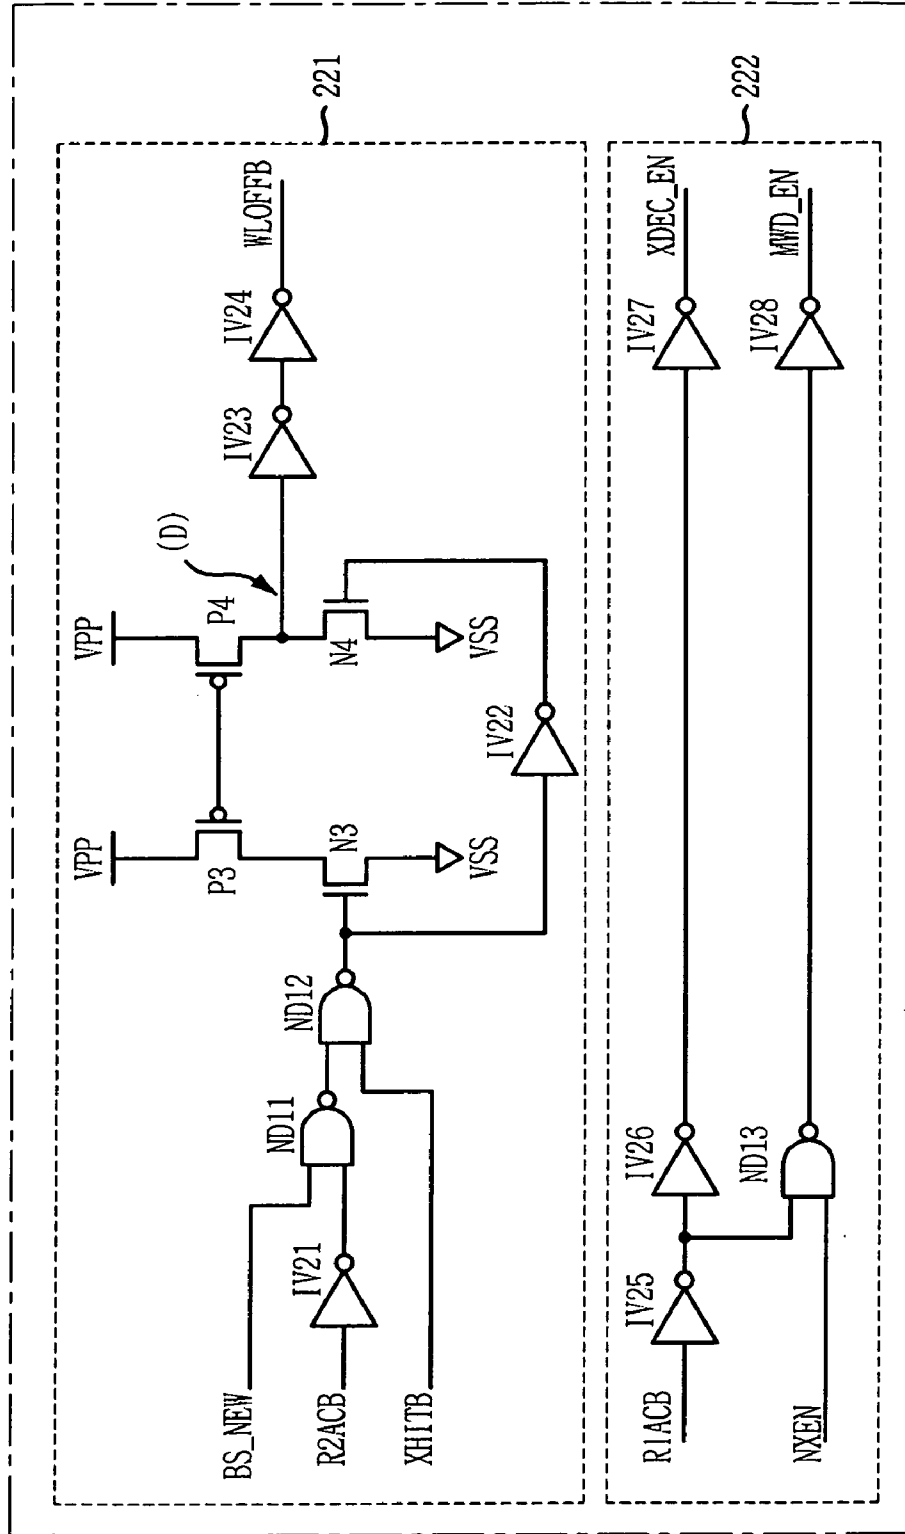 221
VPP
VPP
P3
P4
(D)
N3
N4
VSS
VSS
IV22
IV23
IV24
WLOFFB
BS_NEW
R2ACB
XHITB
IV21
ND11
ND12
222
R1ACB
NXEN
IV25
IV26
ND13
IV27
IV28
XDEC_EN
MWD_EN